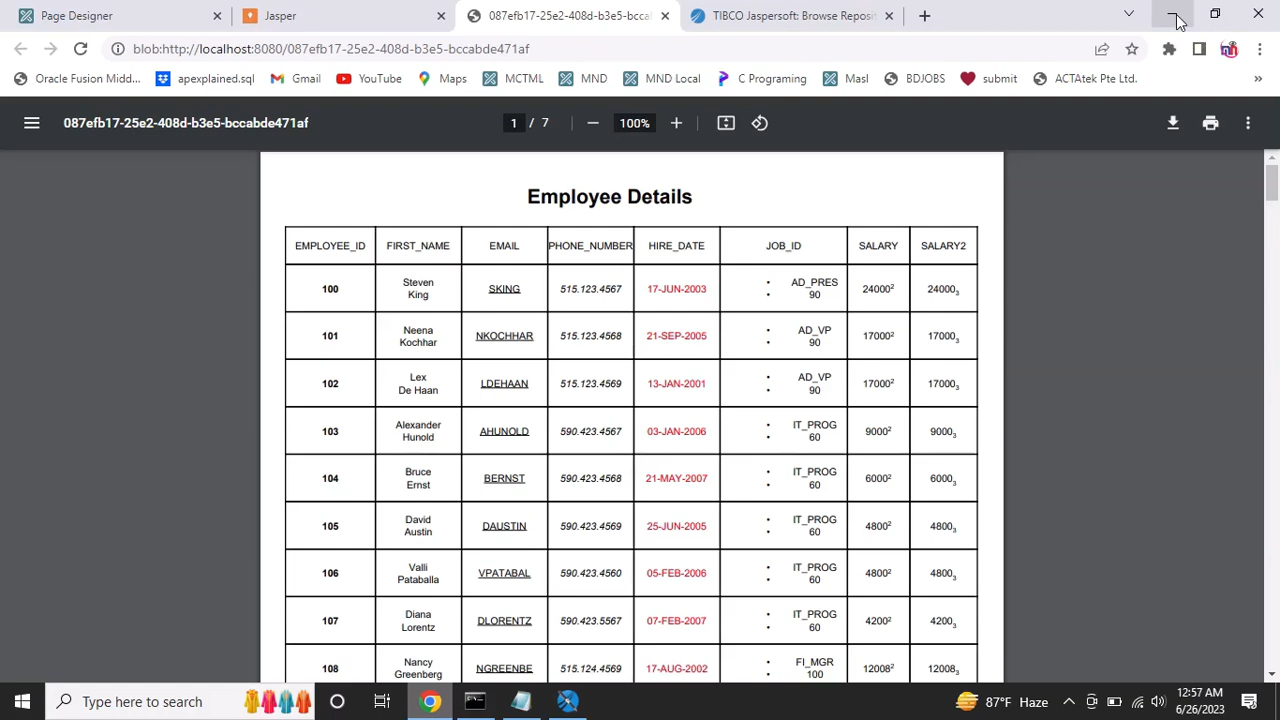 Page Designer
Jasper
087efb17-25e2-408d-b3e5-bcca
TIBCO Jaspersoft: Browse Reposi
blob:http://localhost:8080/087efb17-25e2-408d-b3e5-bccabde471af
Oracle Fusion Midd...
apexplained.sql
Gmail
YouTube
Maps
MCTML
MND
MND Local
C Programing
Masl
BDJOBS
submit
ACTAtek Pte Ltd.
»
087efb17-25e2-408d-b3e5-bccabde471af
1 / 7
100%
Employee Details
EMPLOYEE_ID FIRST_NAME EMAIL PHONE_NUMBER HIRE_DATE JOB_ID SALARY SALARY2
100 Steven King SKING 515.123.4567 17-JUN-2003 • AD_PRES • 90 24000² 24000₃
101 Neena Kochhar NKOCHHAR 515.123.4568 21-SEP-2005 • AD_VP • 90 17000² 17000₃
102 Lex De Haan LDEHAAN 515.123.4569 13-JAN-2001 • AD_VP • 90 17000² 17000₃
103 Alexander Hunold AHUNOLD 590.423.4567 03-JAN-2006 • IT_PROG • 60 9000² 9000₃
104 Bruce Ernst BERNST 590.423.4568 21-MAY-2007 • IT_PROG • 60 6000² 6000₃
105 David Austin DAUSTIN 590.423.4569 25-JUN-2005 • IT_PROG • 60 4800² 4800₃
106 Valli Pataballa VPATABAL 590.423.4560 05-FEB-2006 • IT_PROG • 60 4800² 4800₃
107 Diana Lorentz DLORENTZ 590.423.5567 07-FEB-2007 • IT_PROG • 60 4200² 4200₃
108 Nancy Greenberg NGREENBE 515.124.4569 17-AUG-2002 • FI_MGR • 100 12008² 12008₃
Type here to search
87°F Haze
12:57 AM
6/26/2023